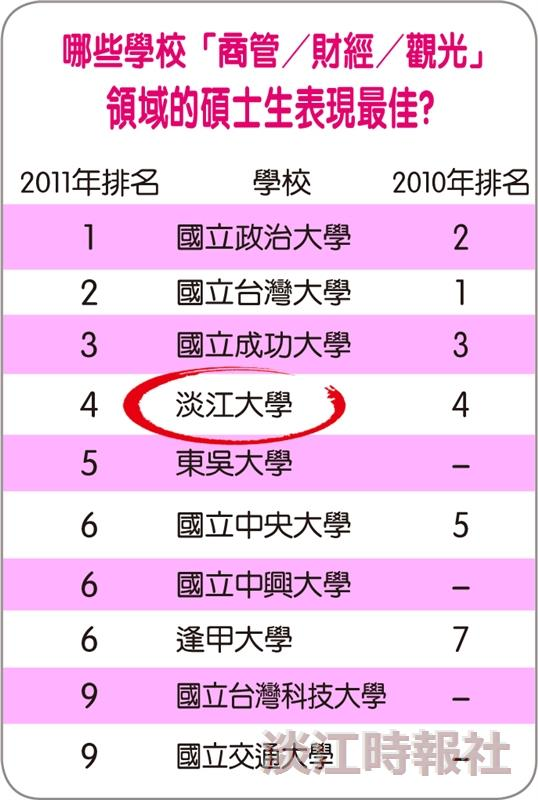 哪些學校「商管／財經／觀光」
領域的碩士生表現最佳?
2011年排名 學校 2010年排名
1 國立政治大學 2
2 國立台灣大學 1
3 國立成功大學 3
4 淡江大學 4
5 東吳大學 –
6 國立中央大學 5
6 國立中興大學 –
6 逢甲大學 7
9 國立台灣科技大學 –
9 國立交通大學 –
淡江時報社